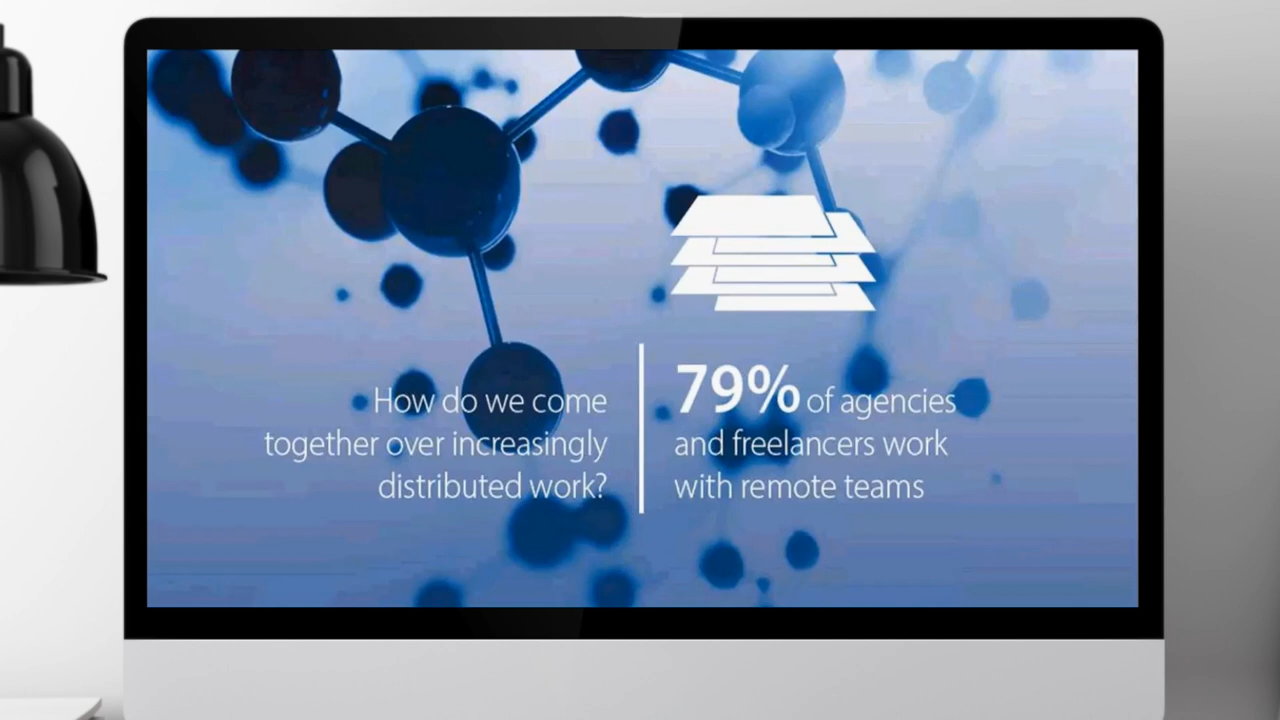 How do we come
together over increasingly
distributed work?
79% of agencies
and freelancers work
with remote teams